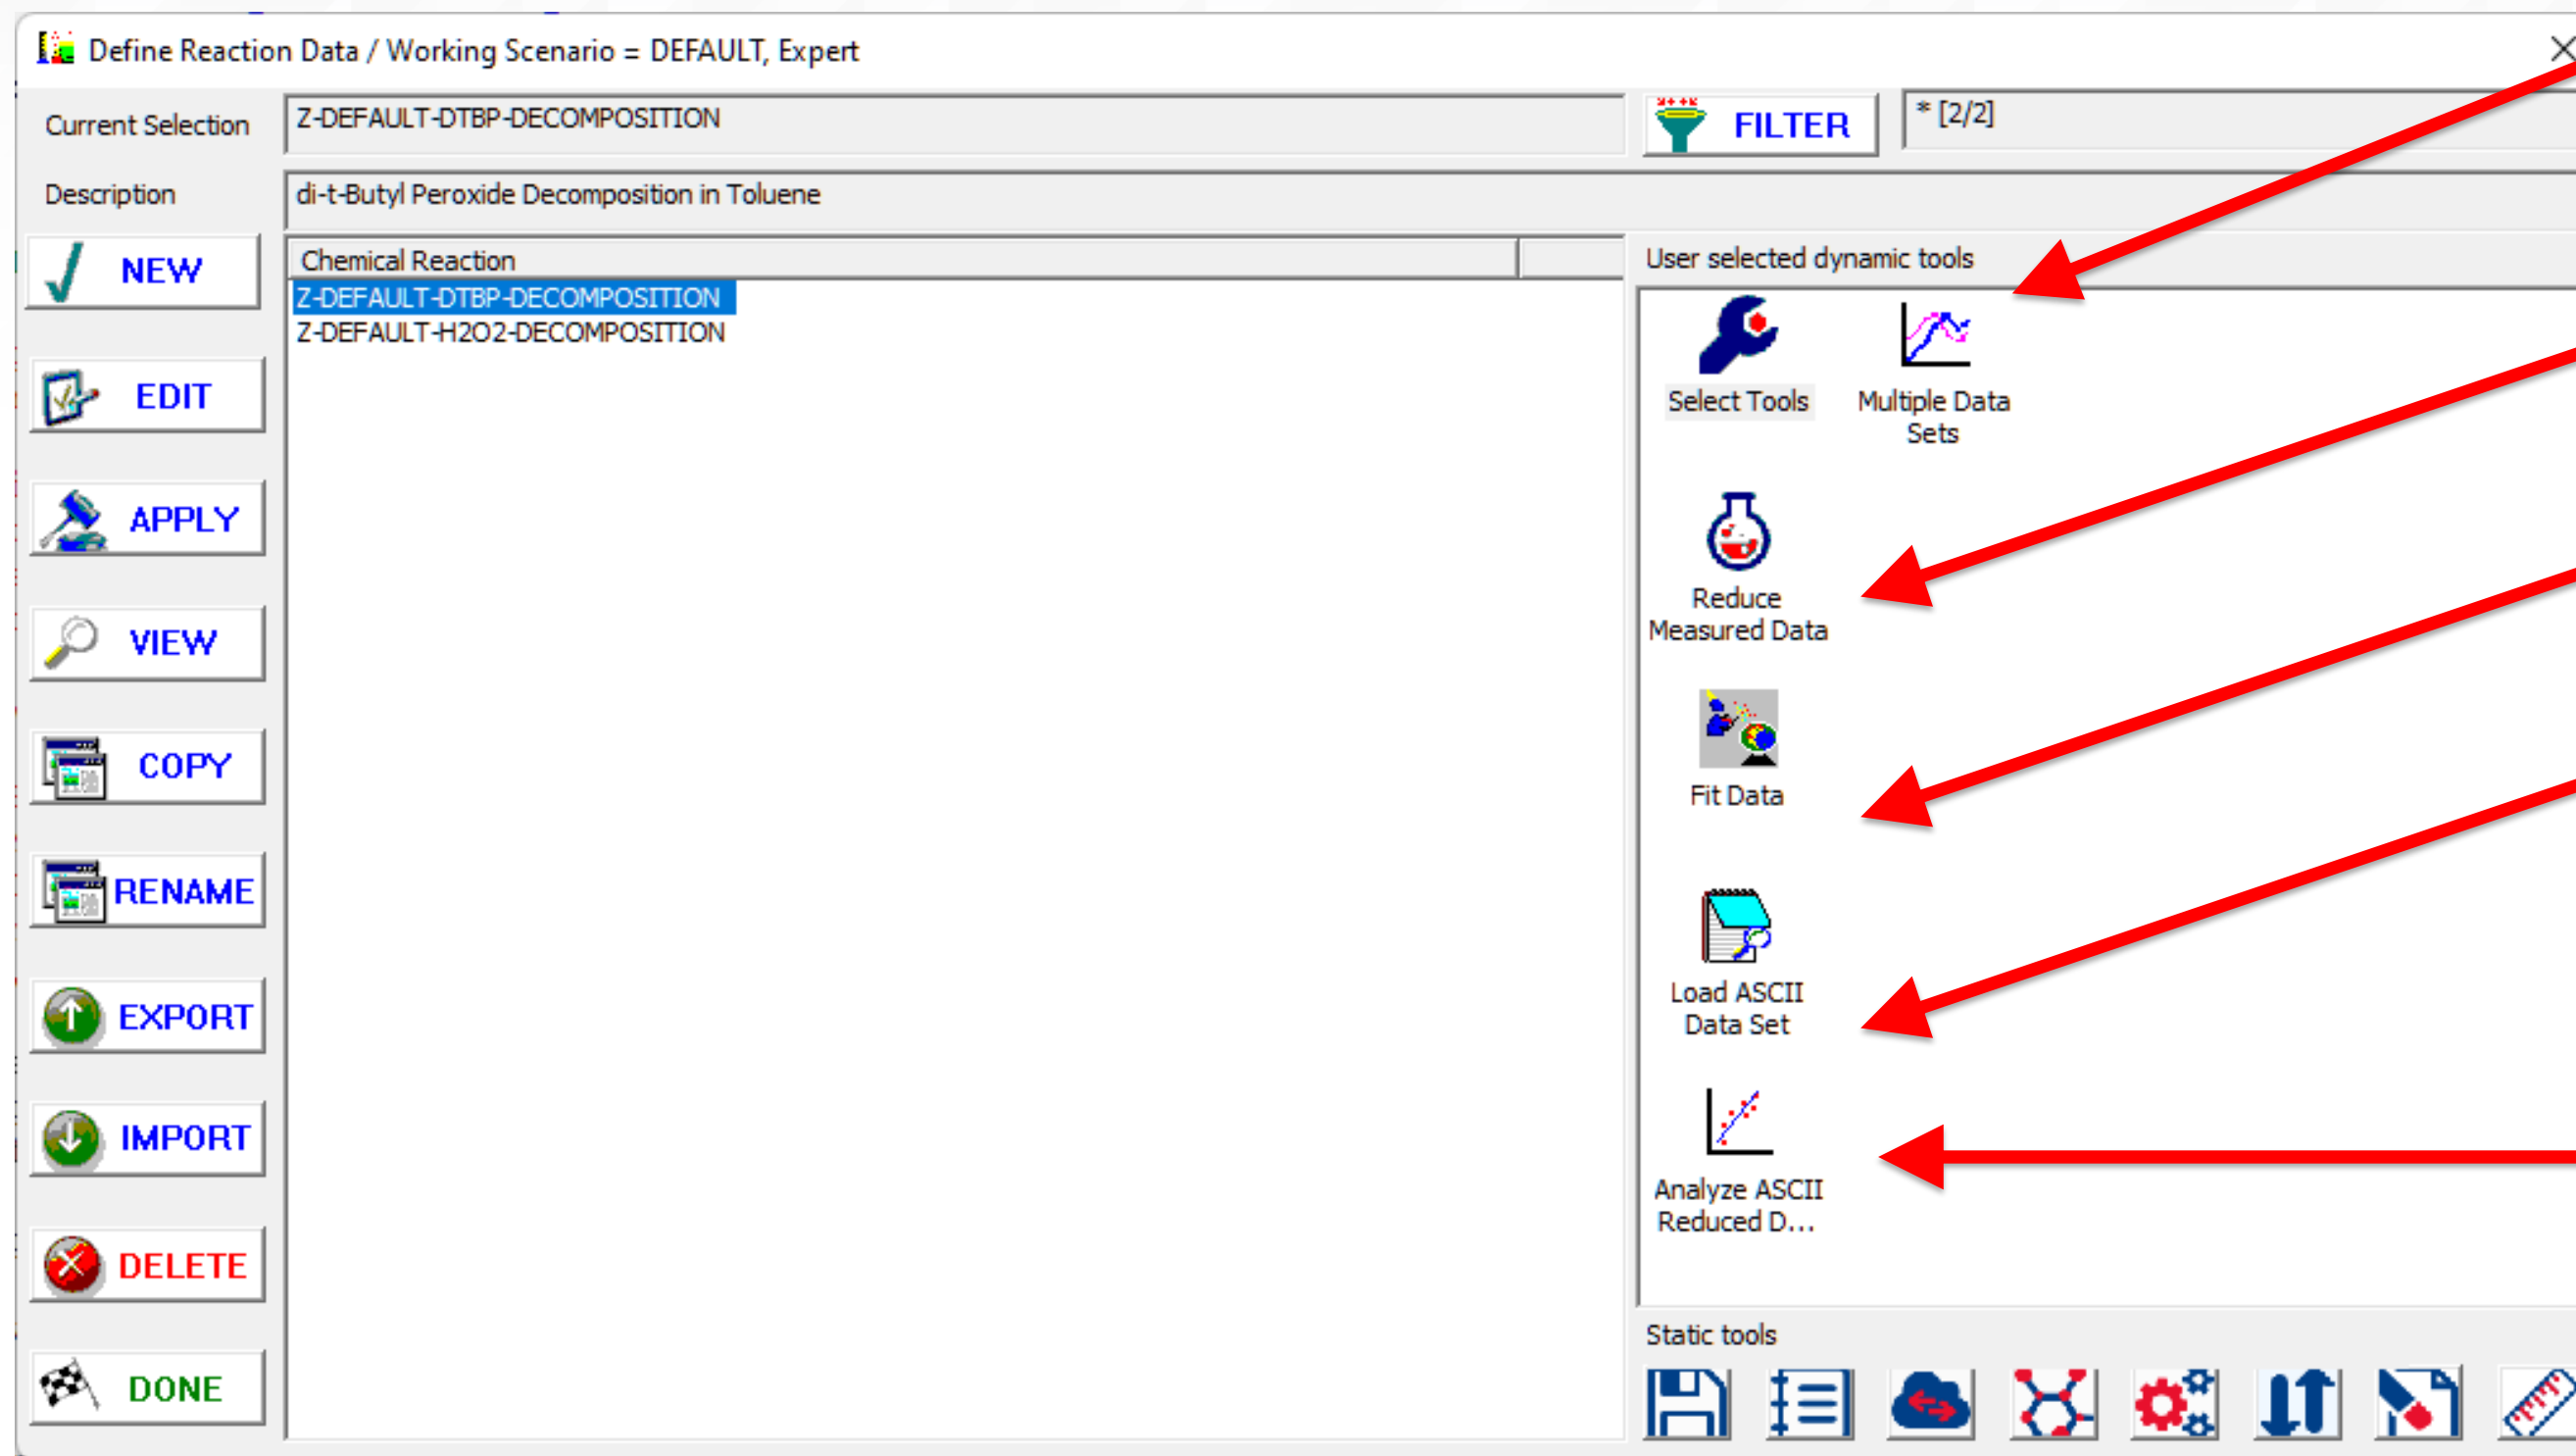 Define Reaction Data / Working Scenario = DEFAULT, Expert
Current Selection
Z-DEFAULT-DTBP-DECOMPOSITION
FILTER
* [2/2]
Description
di-t-Butyl Peroxide Decomposition in Toluene
NEW
EDIT
APPLY
VIEW
COPY
RENAME
EXPORT
IMPORT
DELETE
DONE
Chemical Reaction
Z-DEFAULT-DTBP-DECOMPOSITION
Z-DEFAULT-H2O2-DECOMPOSITION
User selected dynamic tools
Select Tools
Multiple Data
Sets
Reduce
Measured Data
Fit Data
Load ASCII
Data Set
Analyze ASCII
Reduced D...
Static tools